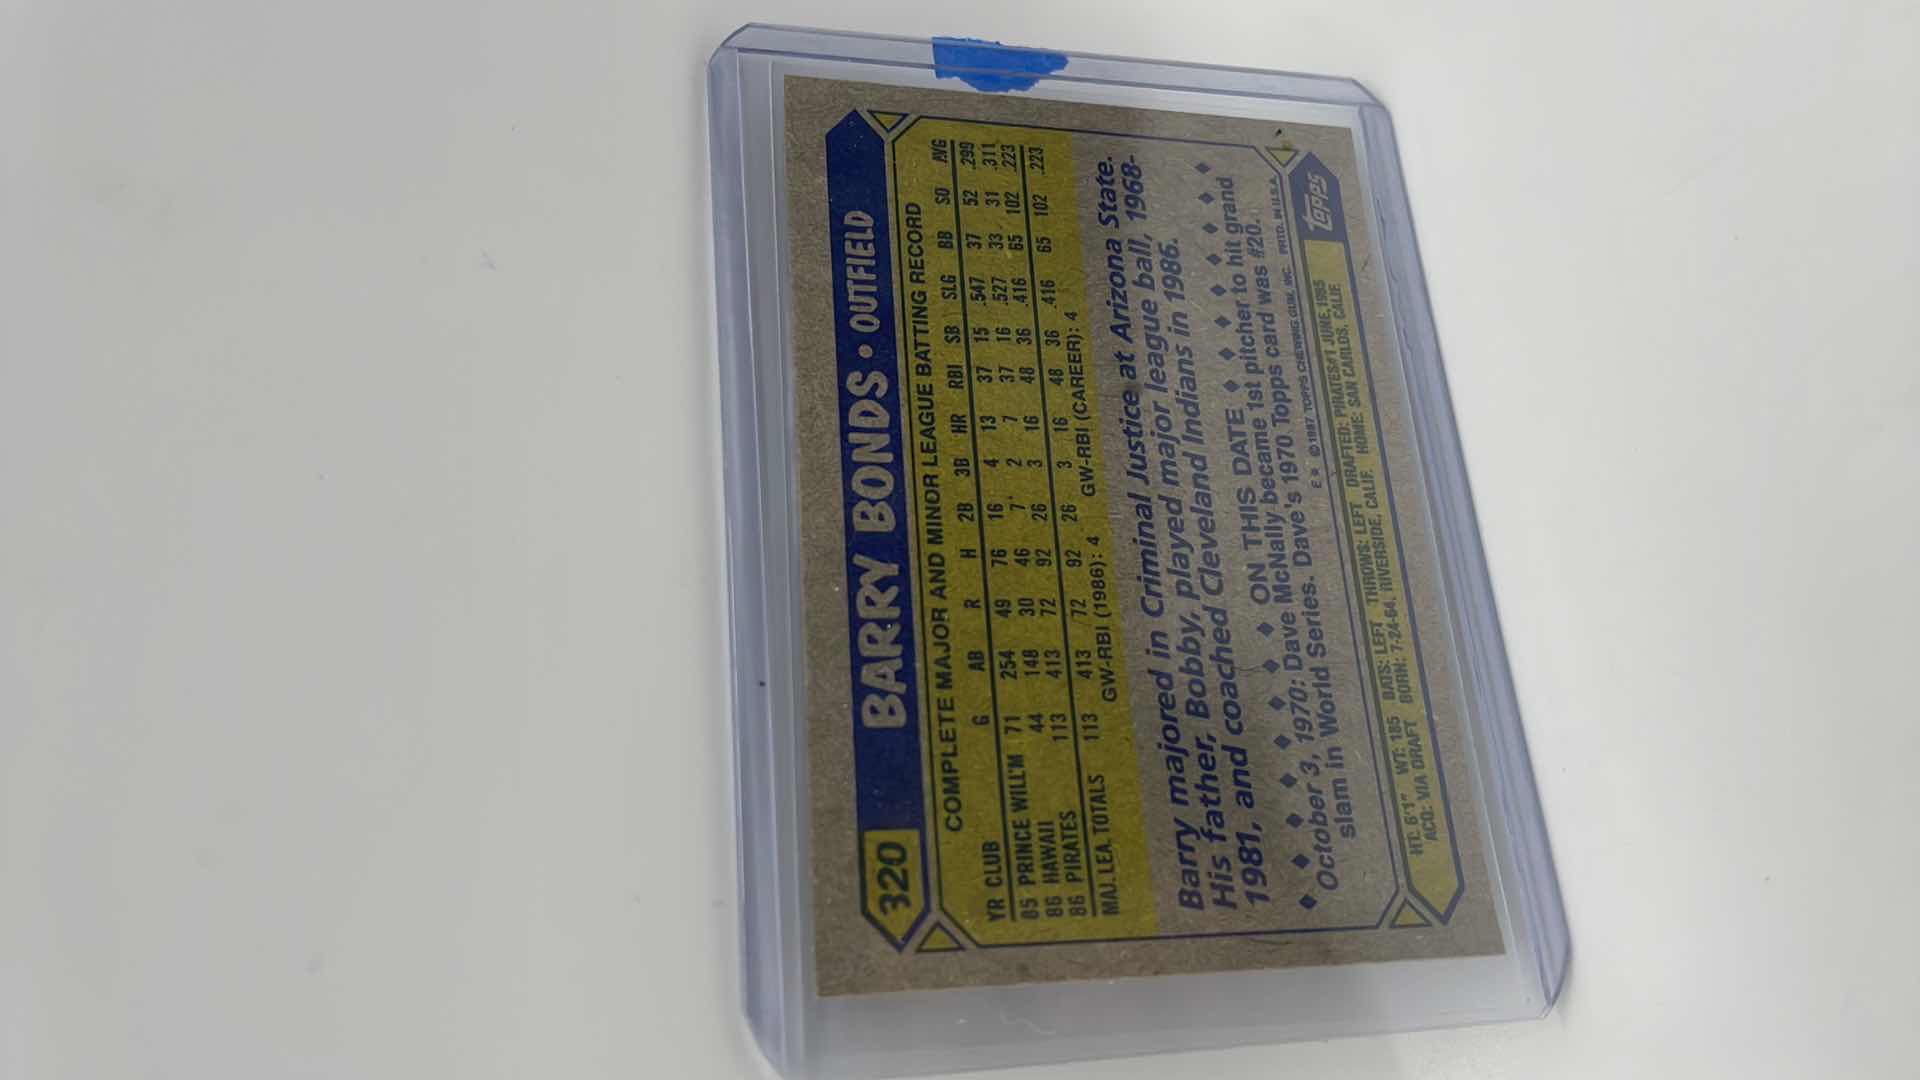 320 BARRY BONDS • OUTFIELD
COMPLETE MAJOR AND MINOR LEAGUE BATTING RECORD
YR CLUB G AB R H 2B 3B HR RBI SB SLG BB SO AVG
85 PRINCE WILL'M 71 254 49 76 16 4 13 37 15 .547 37 52 .299
86 HAWAII 44 148 30 46 7 2 7 37 16 .527 33 31 .311
86 PIRATES 113 413 72 92 26 3 16 48 36 .416 65 102 .223
MAJ. LEA. TOTALS 113 413 72 92 26 3 16 48 36 .416 65 102 .223
GW-RBI (1986): 4 GW-RBI (CAREER): 4
Barry majored in Criminal Justice at Arizona State.
His father, Bobby, played major league ball, 1968-
1981, and coached Cleveland Indians in 1986.
ON THIS DATE
October 3, 1970: Dave McNally became 1st pitcher to hit grand
slam in World Series. Dave's 1970 Topps card was #20.
E ** © 1987 TOPPS CHEWING GUM, INC. PRTD. IN U.S.A.
HT: 6'1" WT: 185 BATS: LEFT THROWS: LEFT DRAFTED: PIRATES #1 JUNE, 1985
ACQ: VIA DRAFT BORN: 7-24-64, RIVERSIDE, CALIF. HOME: SAN CARLOS, CALIF.
TOPPS